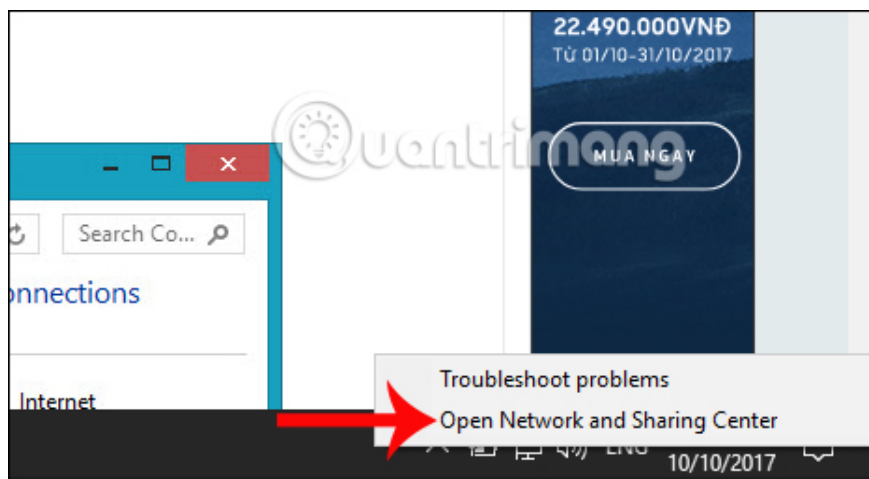 22.490.000VNĐ
Từ 01/10-31/10/2017
Quantrimang
MUA NGAY
Search Co...
onnections
Internet
Troubleshoot problems
Open Network and Sharing Center
ENG
10/10/2017